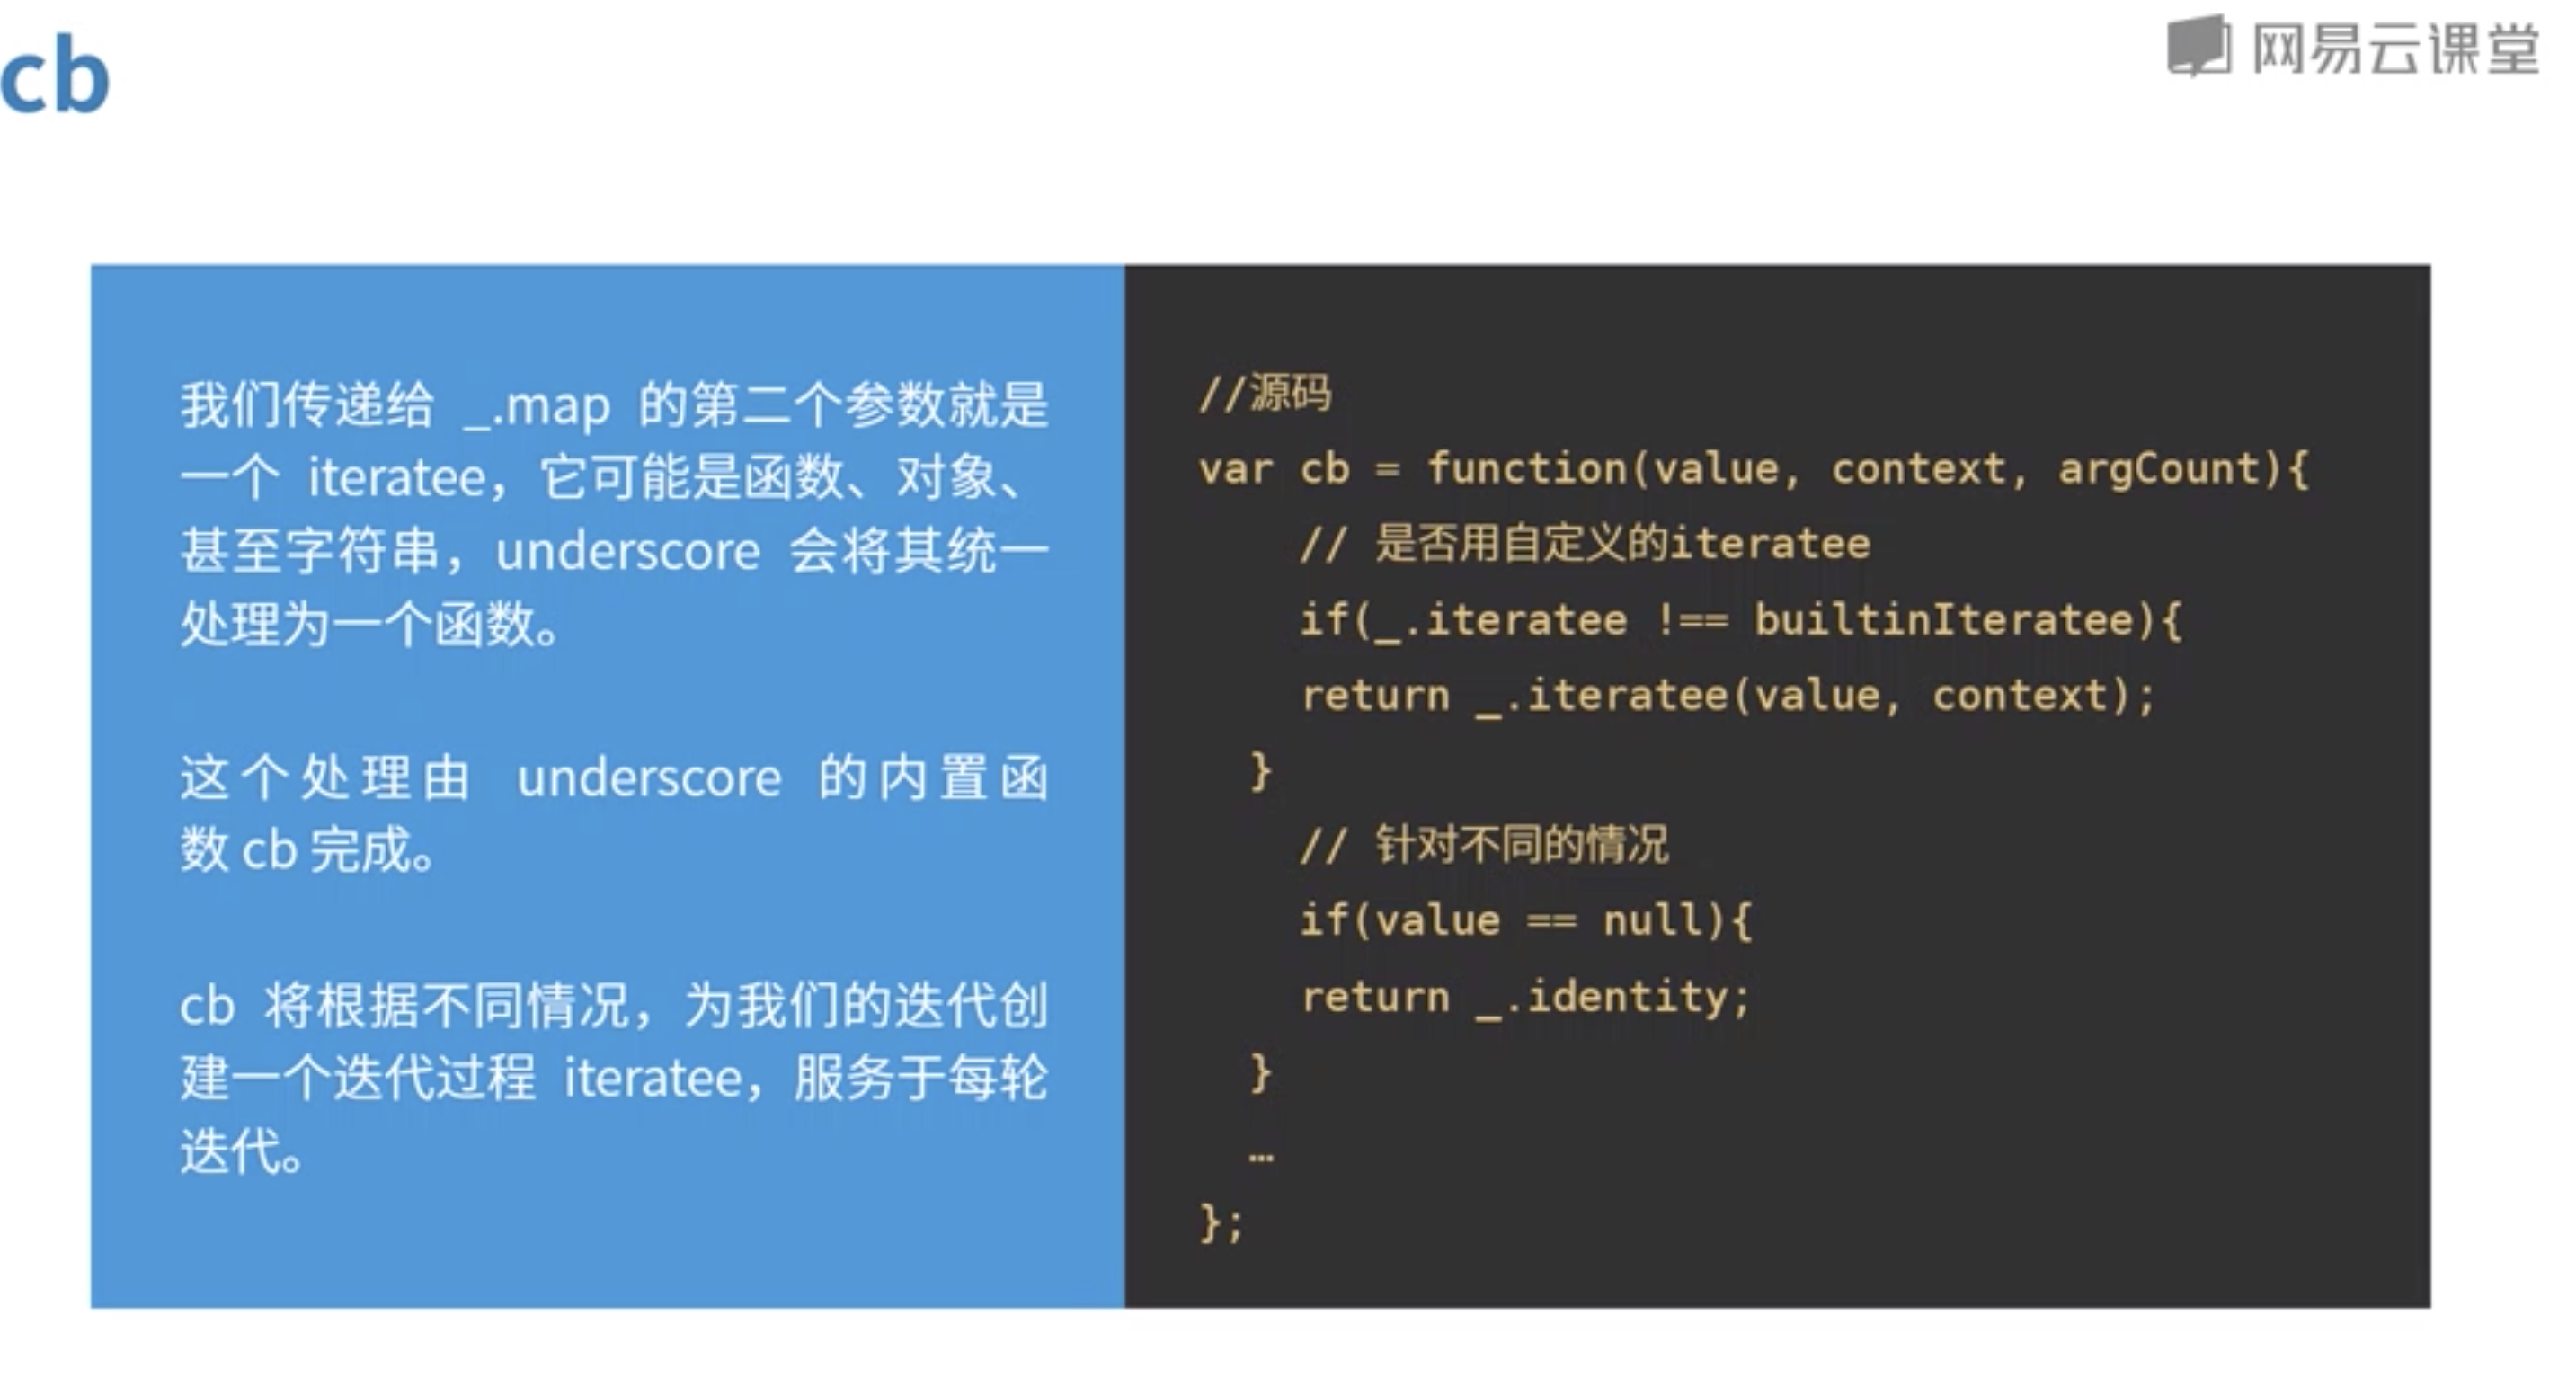 cb
网易云课堂
我们传递给 _.map 的第二个参数就是
一个 iteratee，它可能是函数、对象、
甚至字符串，underscore 会将其统一
处理为一个函数。
这个处理由 underscore 的内置函
数 cb 完成。
cb 将根据不同情况，为我们的迭代创
建一个迭代过程 iteratee，服务于每轮
迭代。
//源码
var cb = function(value, context, argCount){
// 是否用自定义的iteratee
if(_.iteratee !== builtinIteratee){
return _.iteratee(value, context);
}
// 针对不同的情况
if(value == null){
return _.identity;
}
…
};